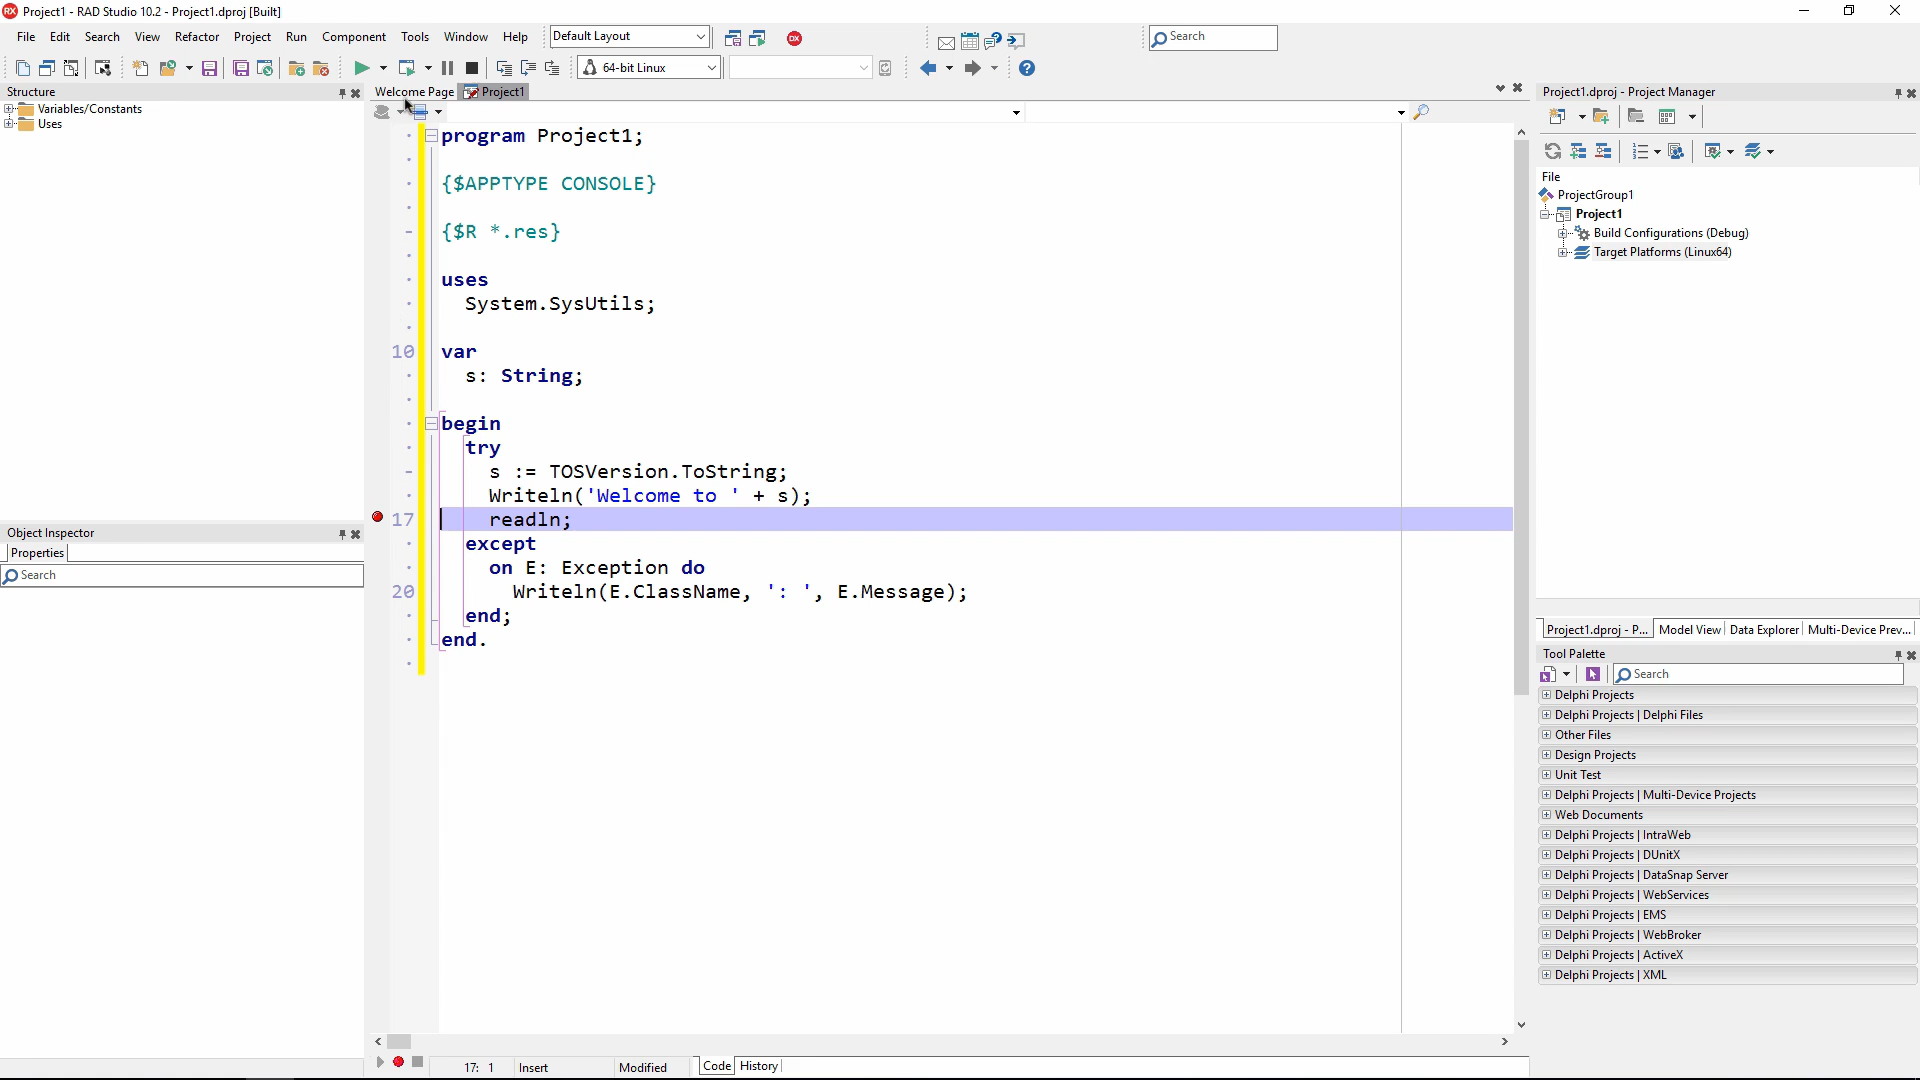 RX Project1 - RAD Studio 10.2 - Project1.dproj [Built]
File Edit Search View Refactor Project Run Component Tools Window Help Default Layout DX Search
64-bit Linux
Structure
Variables/Constants
Uses
Welcome Page Project1
program Project1;
{$APPTYPE CONSOLE}
{$R *.res}
uses
System.SysUtils;
10 var
s: String;
begin
try
s := TOSVersion.ToString;
Writeln('Welcome to ' + s);
17 readln;
except
on E: Exception do
20 Writeln(E.ClassName, ': ', E.Message);
end;
end.
Object Inspector
Properties
Search
17: 1 Insert Modified Code History
Project1.dproj - Project Manager
File
ProjectGroup1
Project1
Build Configurations (Debug)
Target Platforms (Linux64)
Project1.dproj - P... Model View Data Explorer Multi-Device Prev...
Tool Palette
Search
Delphi Projects
Delphi Projects | Delphi Files
Other Files
Design Projects
Unit Test
Delphi Projects | Multi-Device Projects
Web Documents
Delphi Projects | IntraWeb
Delphi Projects | DUnitX
Delphi Projects | DataSnap Server
Delphi Projects | WebServices
Delphi Projects | EMS
Delphi Projects | WebBroker
Delphi Projects | ActiveX
Delphi Projects | XML